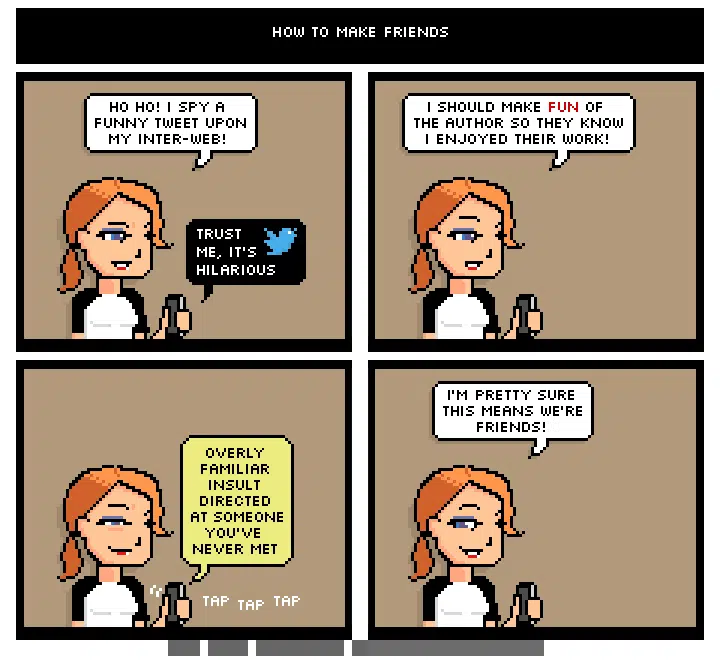 HOW TO MAKE FRIENDS
HO HO! I SPY A
FUNNY TWEET UPON
MY INTER-WEB!
TRUST
ME, IT'S
HILARIOUS
I SHOULD MAKE FUN OF
THE AUTHOR SO THEY KNOW
I ENJOYED THEIR WORK!
OVERLY
FAMILIAR
INSULT
DIRECTED
AT SOMEONE
YOU'VE
NEVER MET
TAP TAP TAP
I'M PRETTY SURE
THIS MEANS WE'RE
FRIENDS!